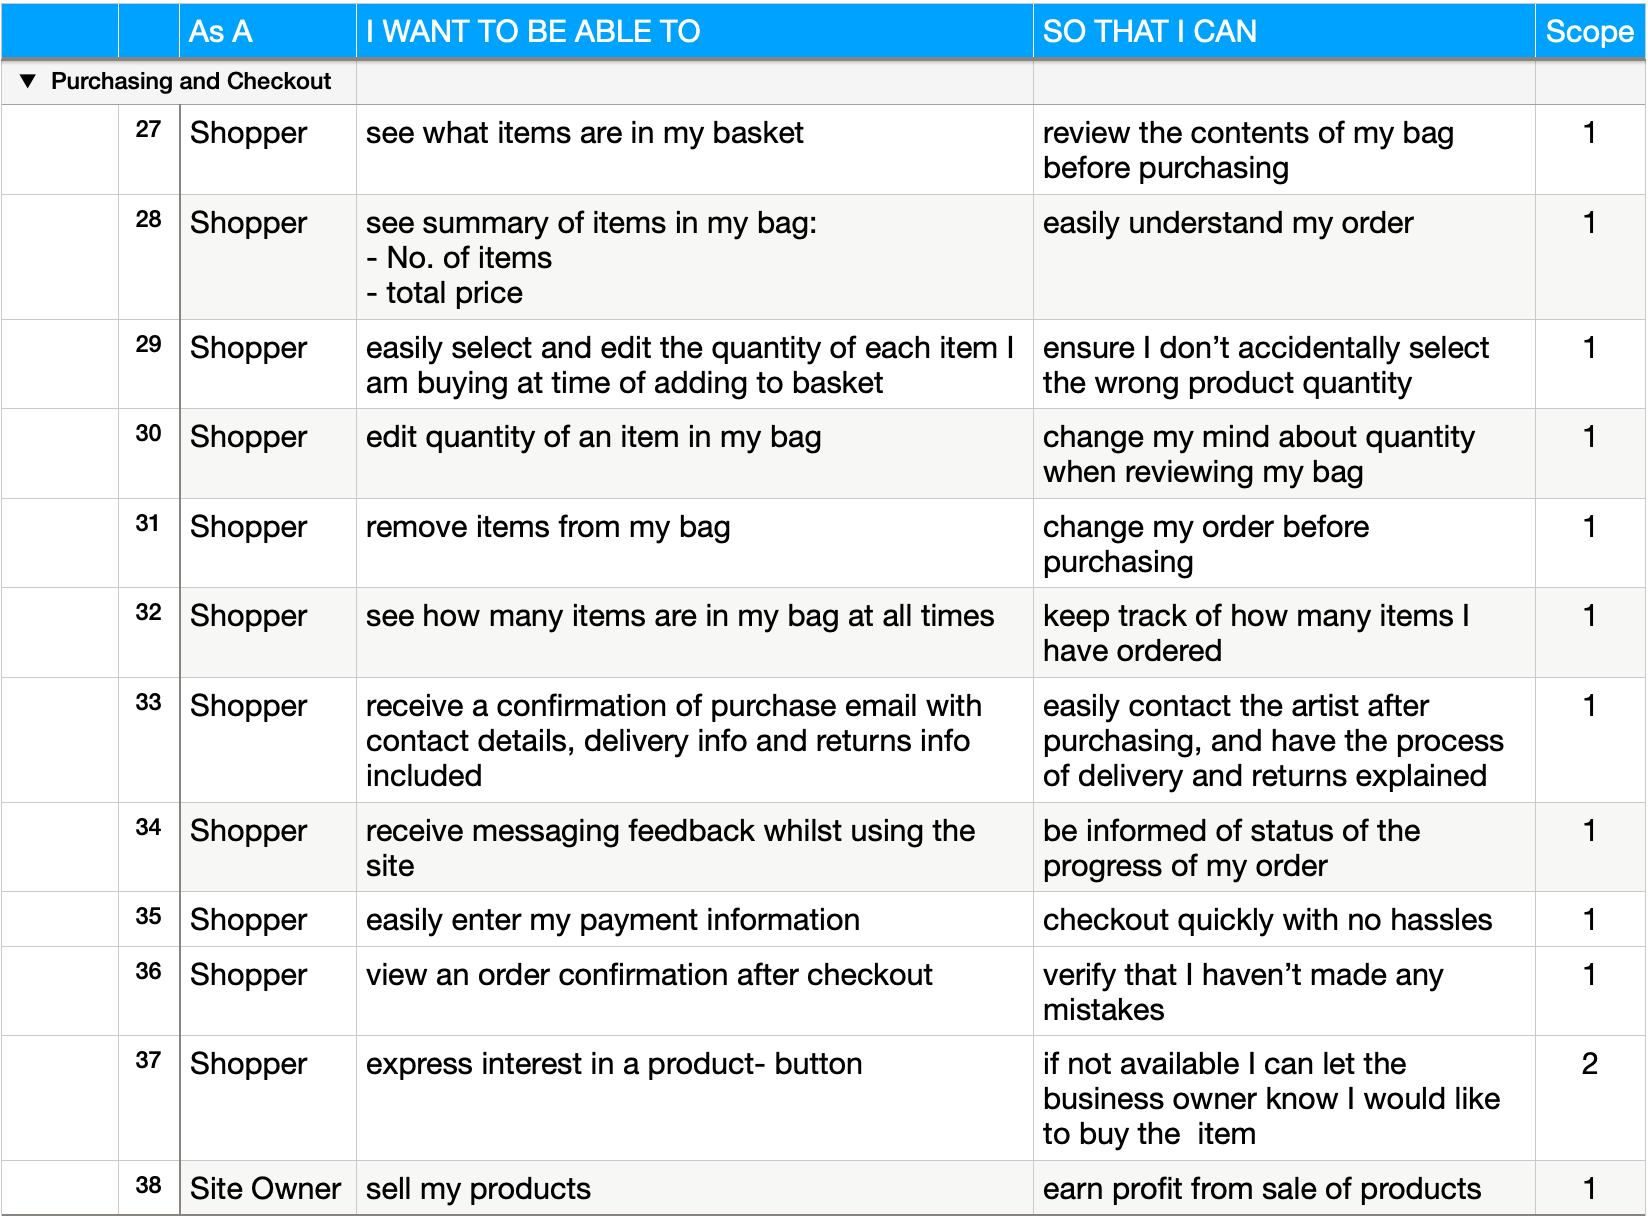 As A I WANT TO BE ABLE TO SO THAT I CAN Scope
▼ Purchasing and Checkout
27 Shopper see what items are in my basket review the contents of my bag 1
before purchasing
28 Shopper see summary of items in my bag: easily understand my order 1
- No. of items
- total price
29 Shopper easily select and edit the quantity of each item I ensure I don’t accidentally select 1
am buying at time of adding to basket the wrong product quantity
30 Shopper edit quantity of an item in my bag change my mind about quantity 1
when reviewing my bag
31 Shopper remove items from my bag change my order before 1
purchasing
32 Shopper see how many items are in my bag at all times keep track of how many items I 1
have ordered
33 Shopper receive a confirmation of purchase email with easily contact the artist after 1
contact details, delivery info and returns info purchasing, and have the process
included of delivery and returns explained
34 Shopper receive messaging feedback whilst using the be informed of status of the 1
site progress of my order
35 Shopper easily enter my payment information checkout quickly with no hassles 1
36 Shopper view an order confirmation after checkout verify that I haven’t made any 1
mistakes
37 Shopper express interest in a product- button if not available I can let the 2
business owner know I would like
to buy the  item
38 Site Owner sell my products earn profit from sale of products 1